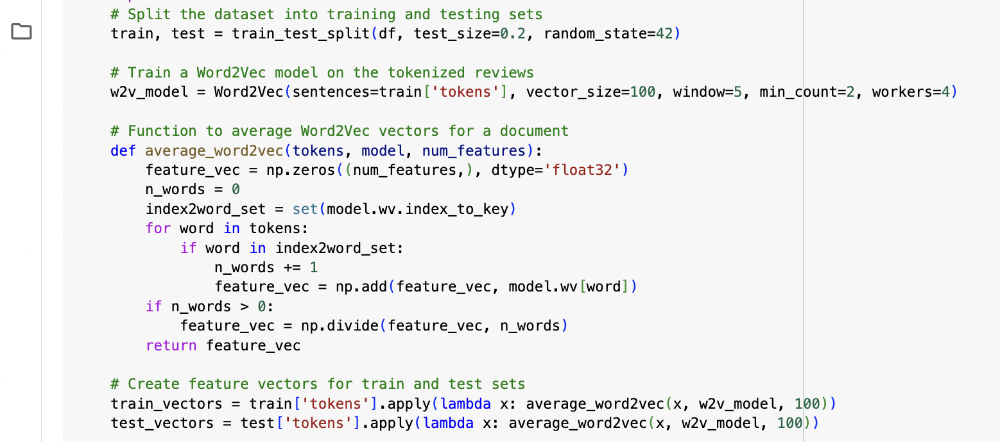 # Split the dataset into training and testing sets
train, test = train_test_split(df, test_size=0.2, random_state=42)
# Train a Word2Vec model on the tokenized reviews
w2v_model = Word2Vec(sentences=train['tokens'], vector_size=100, window=5, min_count=2, workers=4)
# Function to average Word2Vec vectors for a document
def average_word2vec(tokens, model, num_features):
    feature_vec = np.zeros((num_features,), dtype='float32')
    n_words = 0
    index2word_set = set(model.wv.index_to_key)
    for word in tokens:
        if word in index2word_set:
            n_words += 1
            feature_vec = np.add(feature_vec, model.wv[word])
    if n_words > 0:
        feature_vec = np.divide(feature_vec, n_words)
    return feature_vec
# Create feature vectors for train and test sets
train_vectors = train['tokens'].apply(lambda x: average_word2vec(x, w2v_model, 100))
test_vectors = test['tokens'].apply(lambda x: average_word2vec(x, w2v_model, 100))